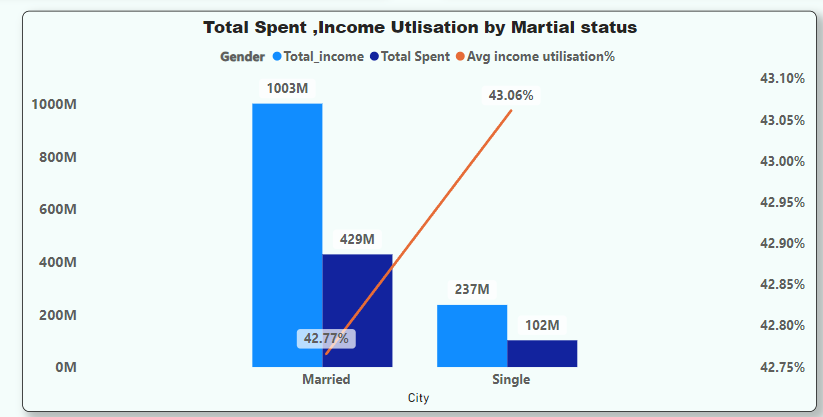 Total Spent ,Income Utlisation by Martial status
Gender Total_income Total Spent Avg income utilisation%
1000M
800M
600M
400M
200M
0M
1003M
429M
42.77%
237M
102M
43.06%
43.10%
43.05%
43.00%
42.95%
42.90%
42.85%
42.80%
42.75%
Married Single
City